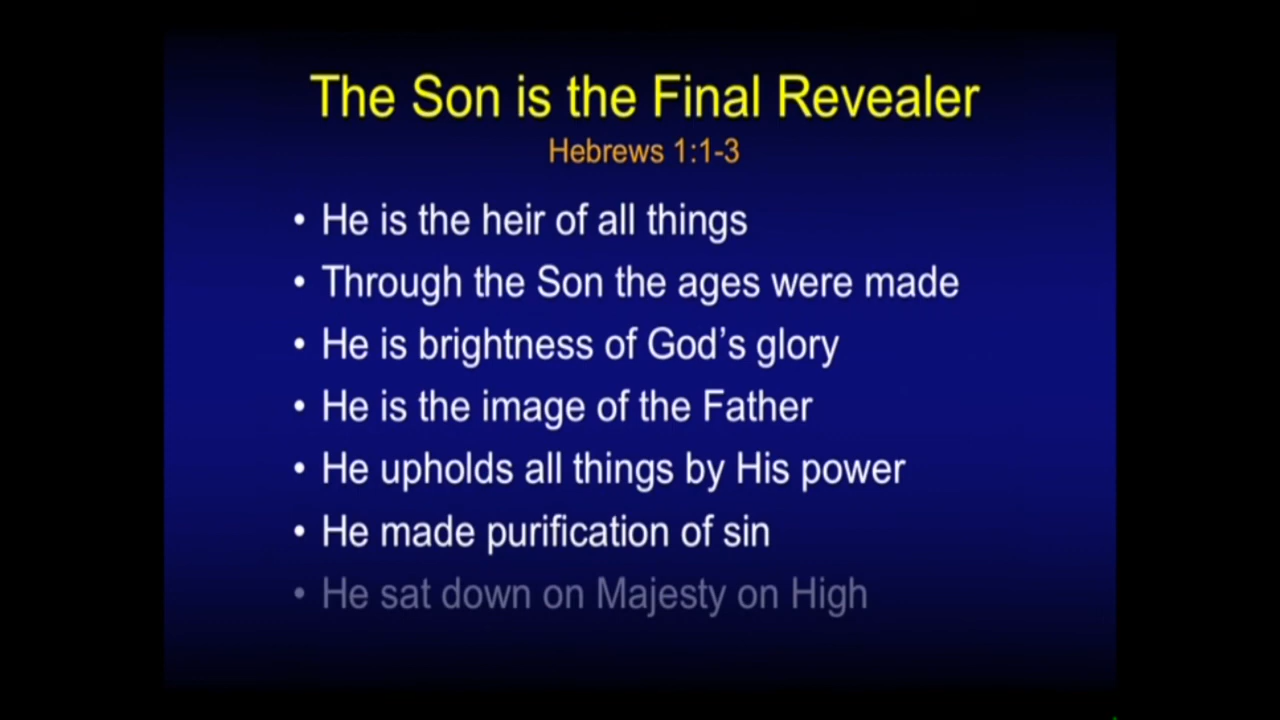 The Son is the Final Revealer
Hebrews 1:1-3
• He is the heir of all things
• Through the Son the ages were made
• He is brightness of God’s glory
• He is the image of the Father
• He upholds all things by His power
• He made purification of sin
• He sat down on Majesty on High